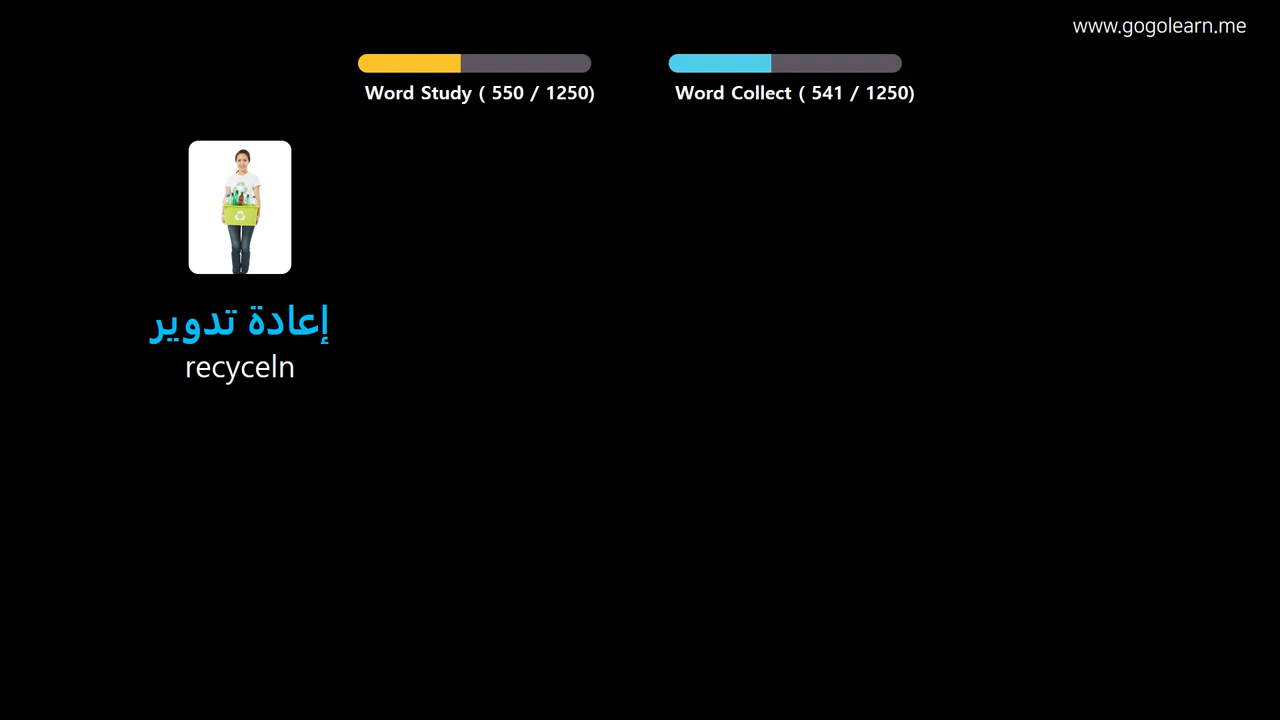 www.gogolearn.me
Word Study ( 550 / 1250)
Word Collect ( 541 / 1250)
إعادة تدوير
recyceln